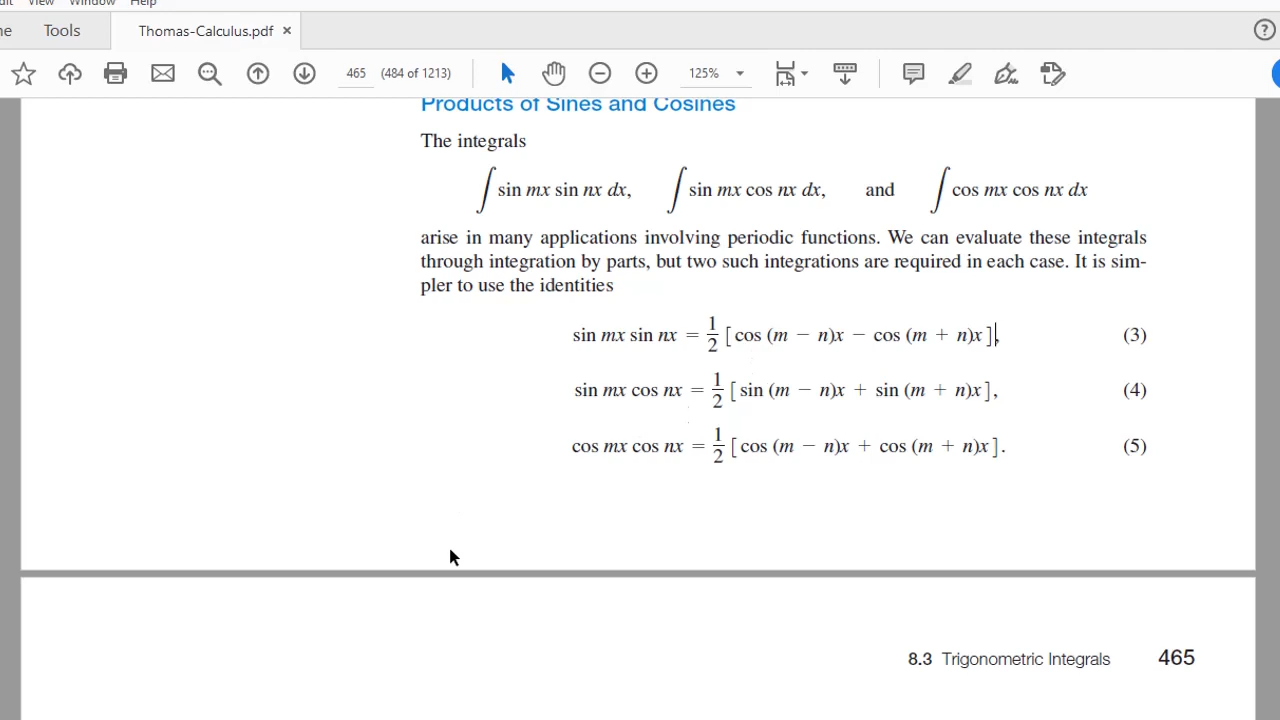 dit View Window Help
ne Tools Thomas-Calculus.pdf ×
465 (484 of 1213) 125%
Products of Sines and Cosines
The integrals
∫ sin mx sin nx dx, ∫ sin mx cos nx dx, and ∫ cos mx cos nx dx
arise in many applications involving periodic functions. We can evaluate these integrals
through integration by parts, but two such integrations are required in each case. It is sim-
pler to use the identities
sin mx sin nx = 1/2 [cos (m − n)x − cos (m + n)x], (3)
sin mx cos nx = 1/2 [sin (m − n)x + sin (m + n)x], (4)
cos mx cos nx = 1/2 [cos (m − n)x + cos (m + n)x]. (5)
8.3 Trigonometric Integrals 465